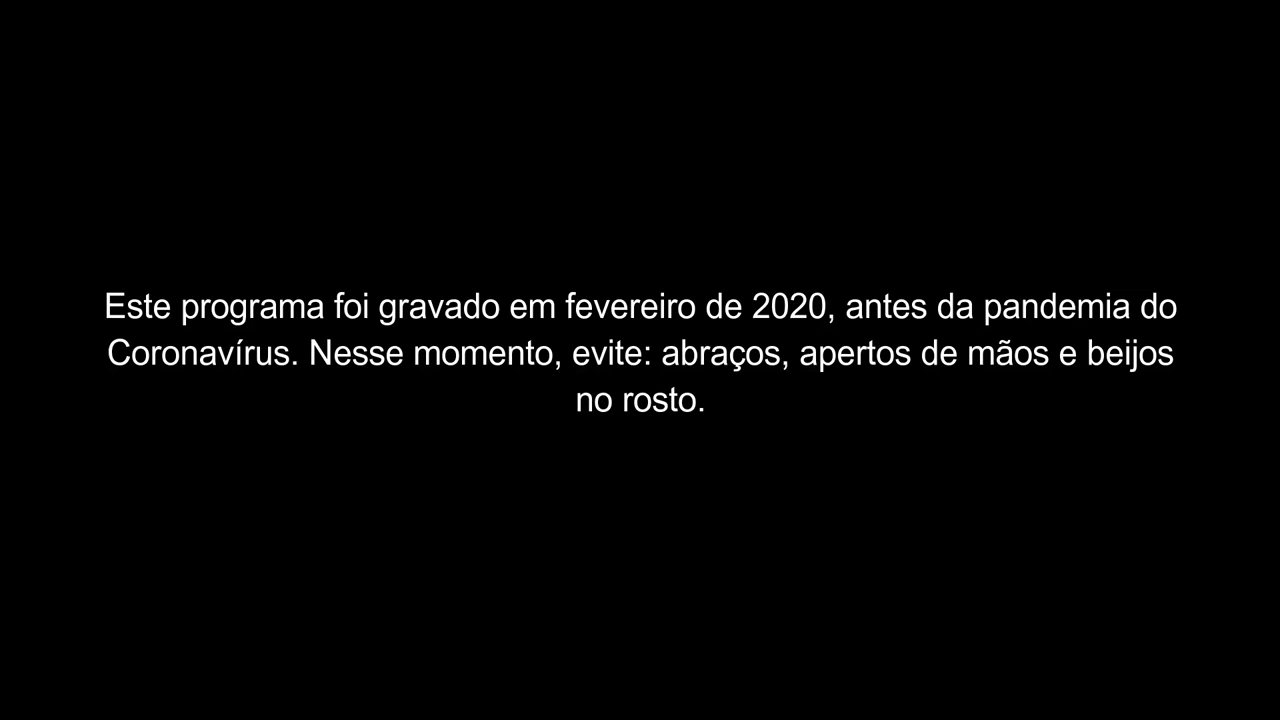 Este programa foi gravado em fevereiro de 2020, antes da pandemia do
Coronavírus. Nesse momento, evite: abraços, apertos de mãos e beijos
no rosto.